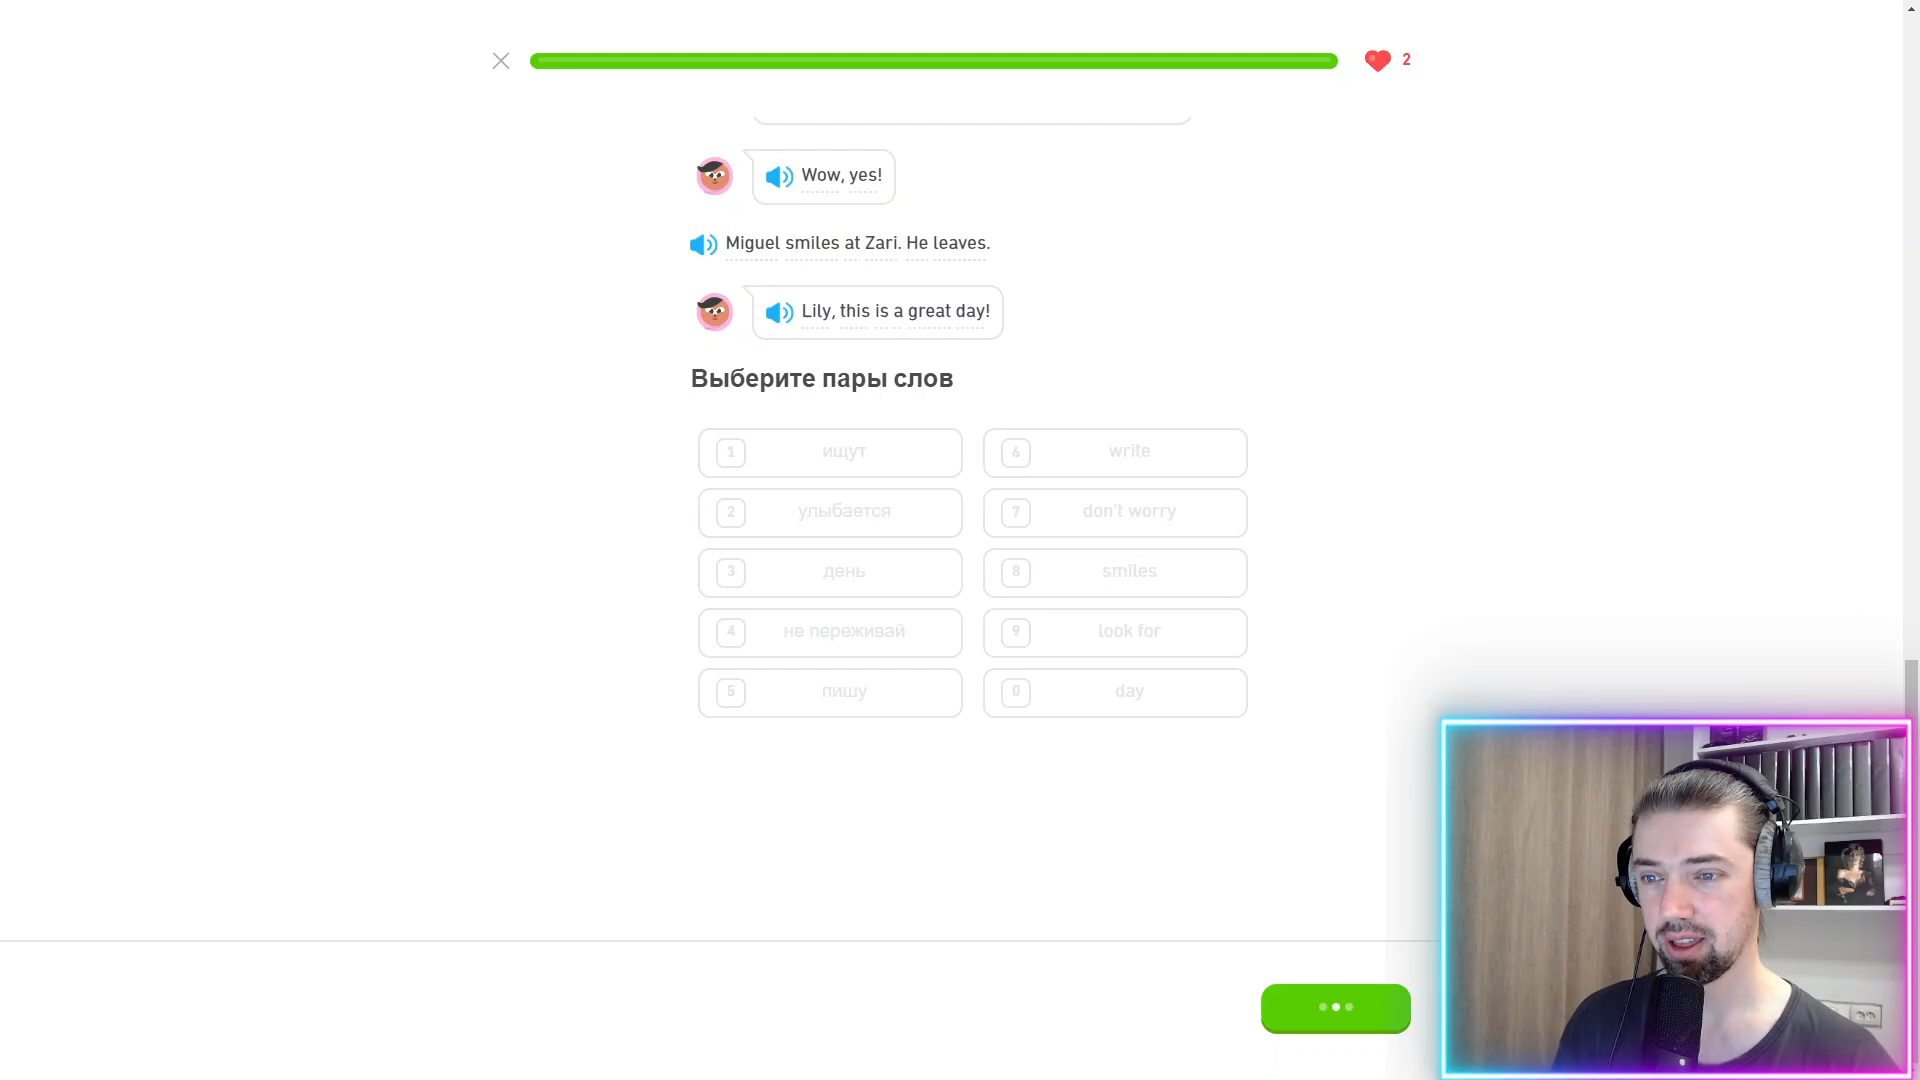 2
Wow, yes!
Miguel smiles at Zari. He leaves.
Lily, this is a great day!
Выберите пары слов
1 ищут
6 write
2 улыбается
7 don't worry
3 день
8 smiles
4 не переживай
9 look for
5 пишу
0 day